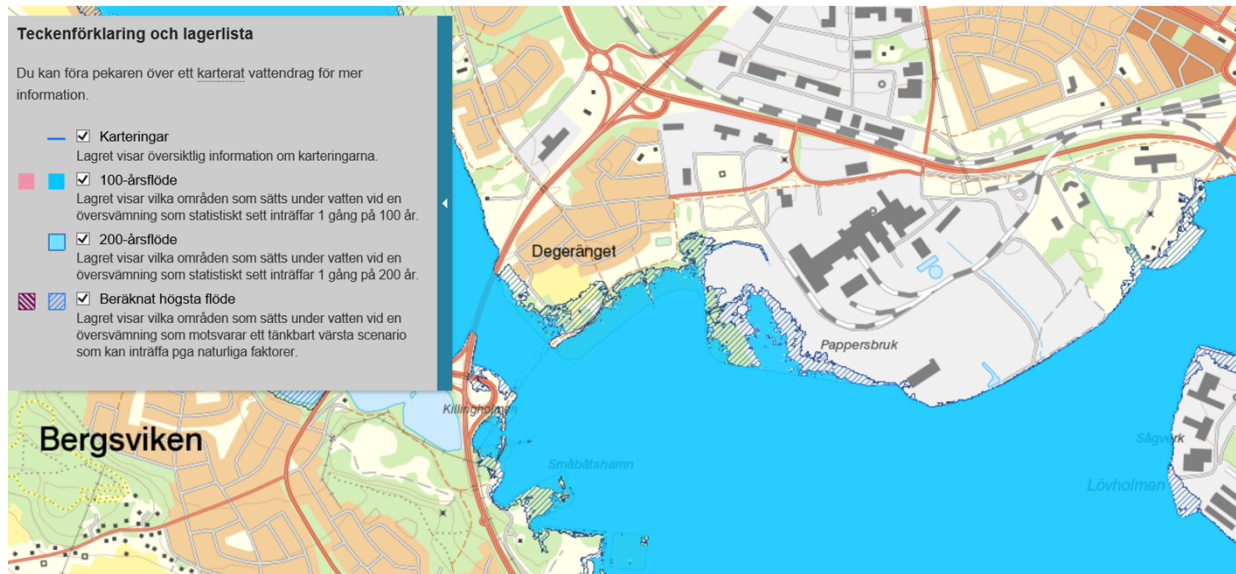 Teckenförklaring och lagerlista
Du kan föra pekaren över ett karterat vattendrag för mer
information.
Karteringar
Lagret visar översiktlig information om karteringarna.
100-årsflöde
Lagret visar vilka områden som sätts under vatten vid en
översvämning som statistiskt sett inträffar 1 gång på 100 år.
200-årsflöde
Lagret visar vilka områden som sätts under vatten vid en
översvämning som statistiskt sett inträffar 1 gång på 200 år.
Beräknat högsta flöde
Lagret visar vilka områden som sätts under vatten vid en
översvämning som motsvarar ett tänkbart värsta scenario
som kan inträffa pga naturliga faktorer.
Degeränget
Pappersbruk
Killingholmen
Bergsviken
Småbåtshamn
Sågverk
Lövholmen